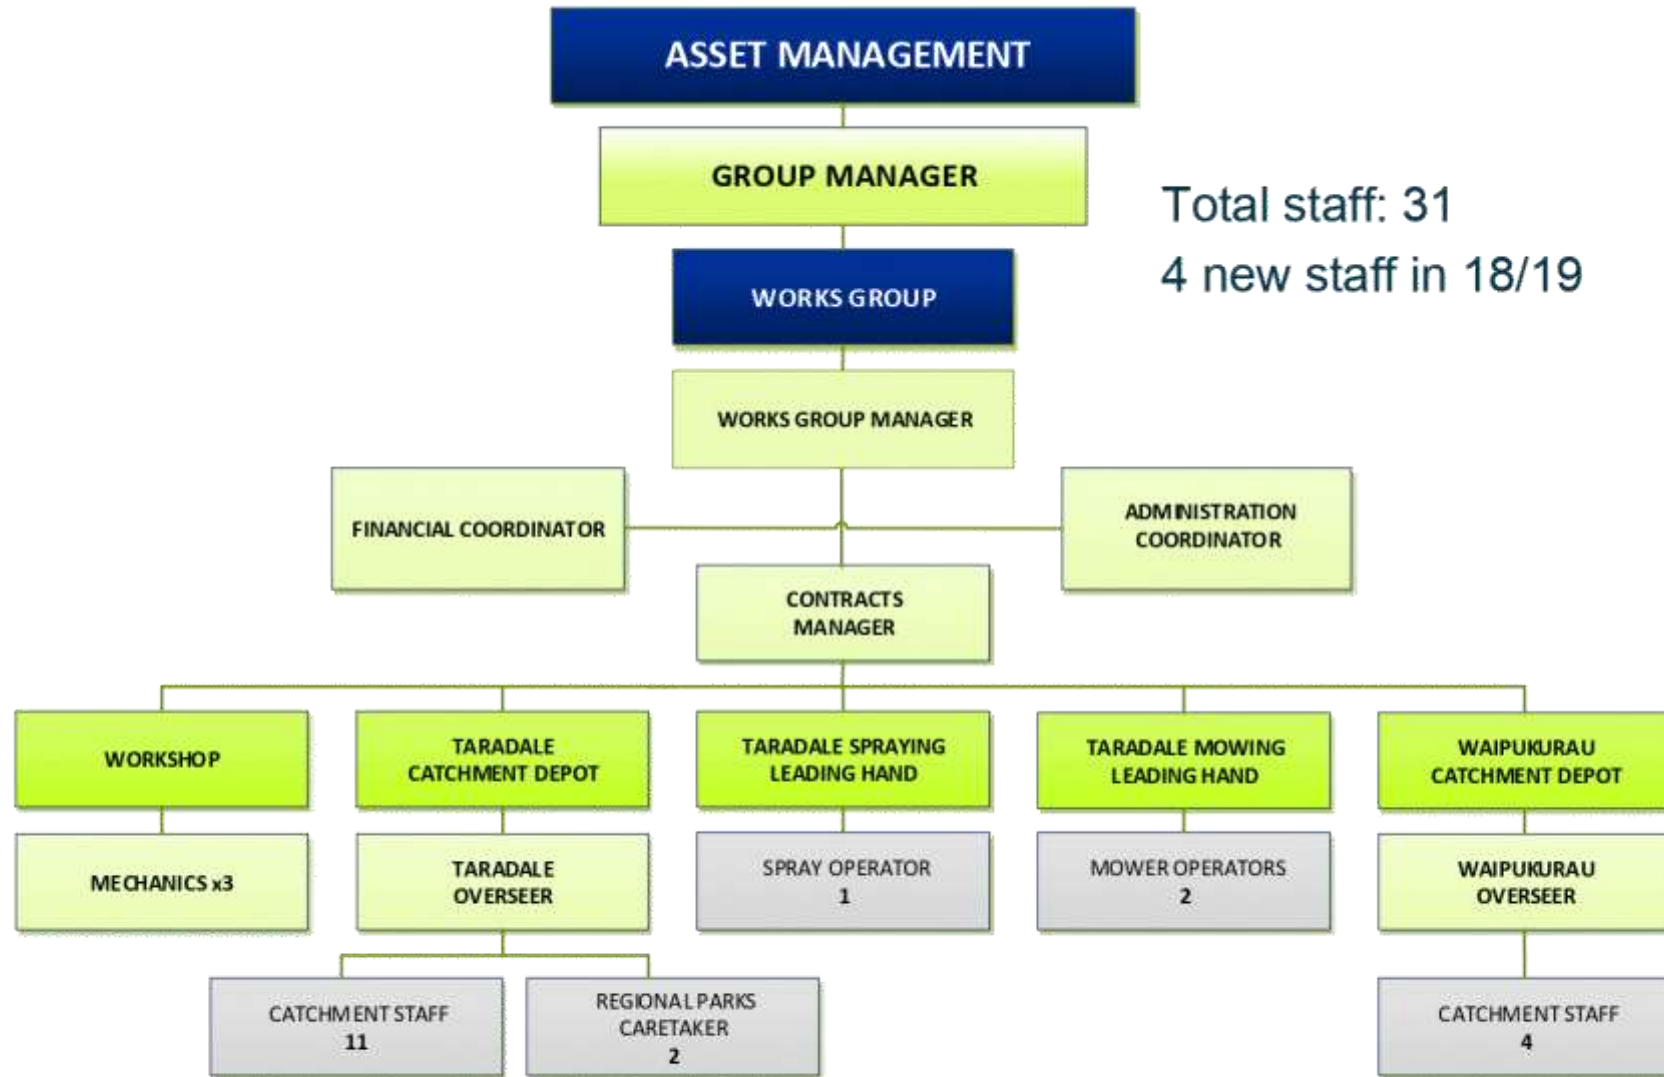 ASSET MANAGEMENT
GROUP MANAGER
Total staff: 31
4 new staff in 18/19
WORKS GROUP
WORKS GROUP MANAGER
FINANCIAL COORDINATOR
ADMINISTRATION
COORDINATOR
CONTRACTS
MANAGER
WORKSHOP
TARADALE
CATCHMENT DEPOT
TARADALE SPRAYING
LEADING HAND
TARADALE MOWING
LEADING HAND
WAIPUKURAU
CATCHMENT DEPOT
MECHANICS x3
TARADALE
OVERSEER
SPRAY OPERATOR
1
MOWER OPERATORS
2
WAIPUKURAU
OVERSEER
CATCHMENT STAFF
11
REGIONAL PARKS
CARETAKER
2
CATCHMENT STAFF
4